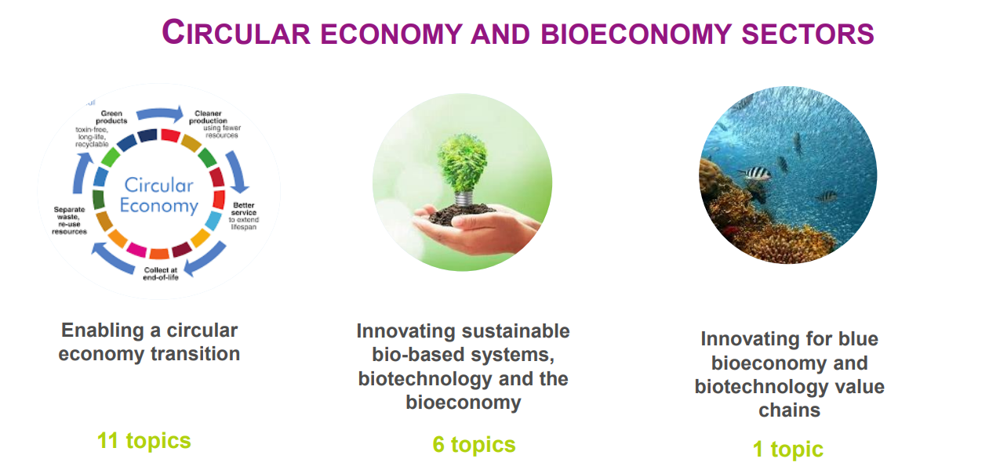 CIRCULAR ECONOMY AND BIOECONOMY SECTORS
Green
products
toxin-free,
long-life,
recyclable
Cleaner
production
using fewer
resources
Better
service
to extend
lifespan
Collect at
end-of-life
Separate
waste,
re-use
resources
Circular
Economy
Enabling a circular
economy transition
11 topics
Innovating sustainable
bio-based systems,
biotechnology and the
bioeconomy
6 topics
Innovating for blue
bioeconomy and
biotechnology value
chains
1 topic